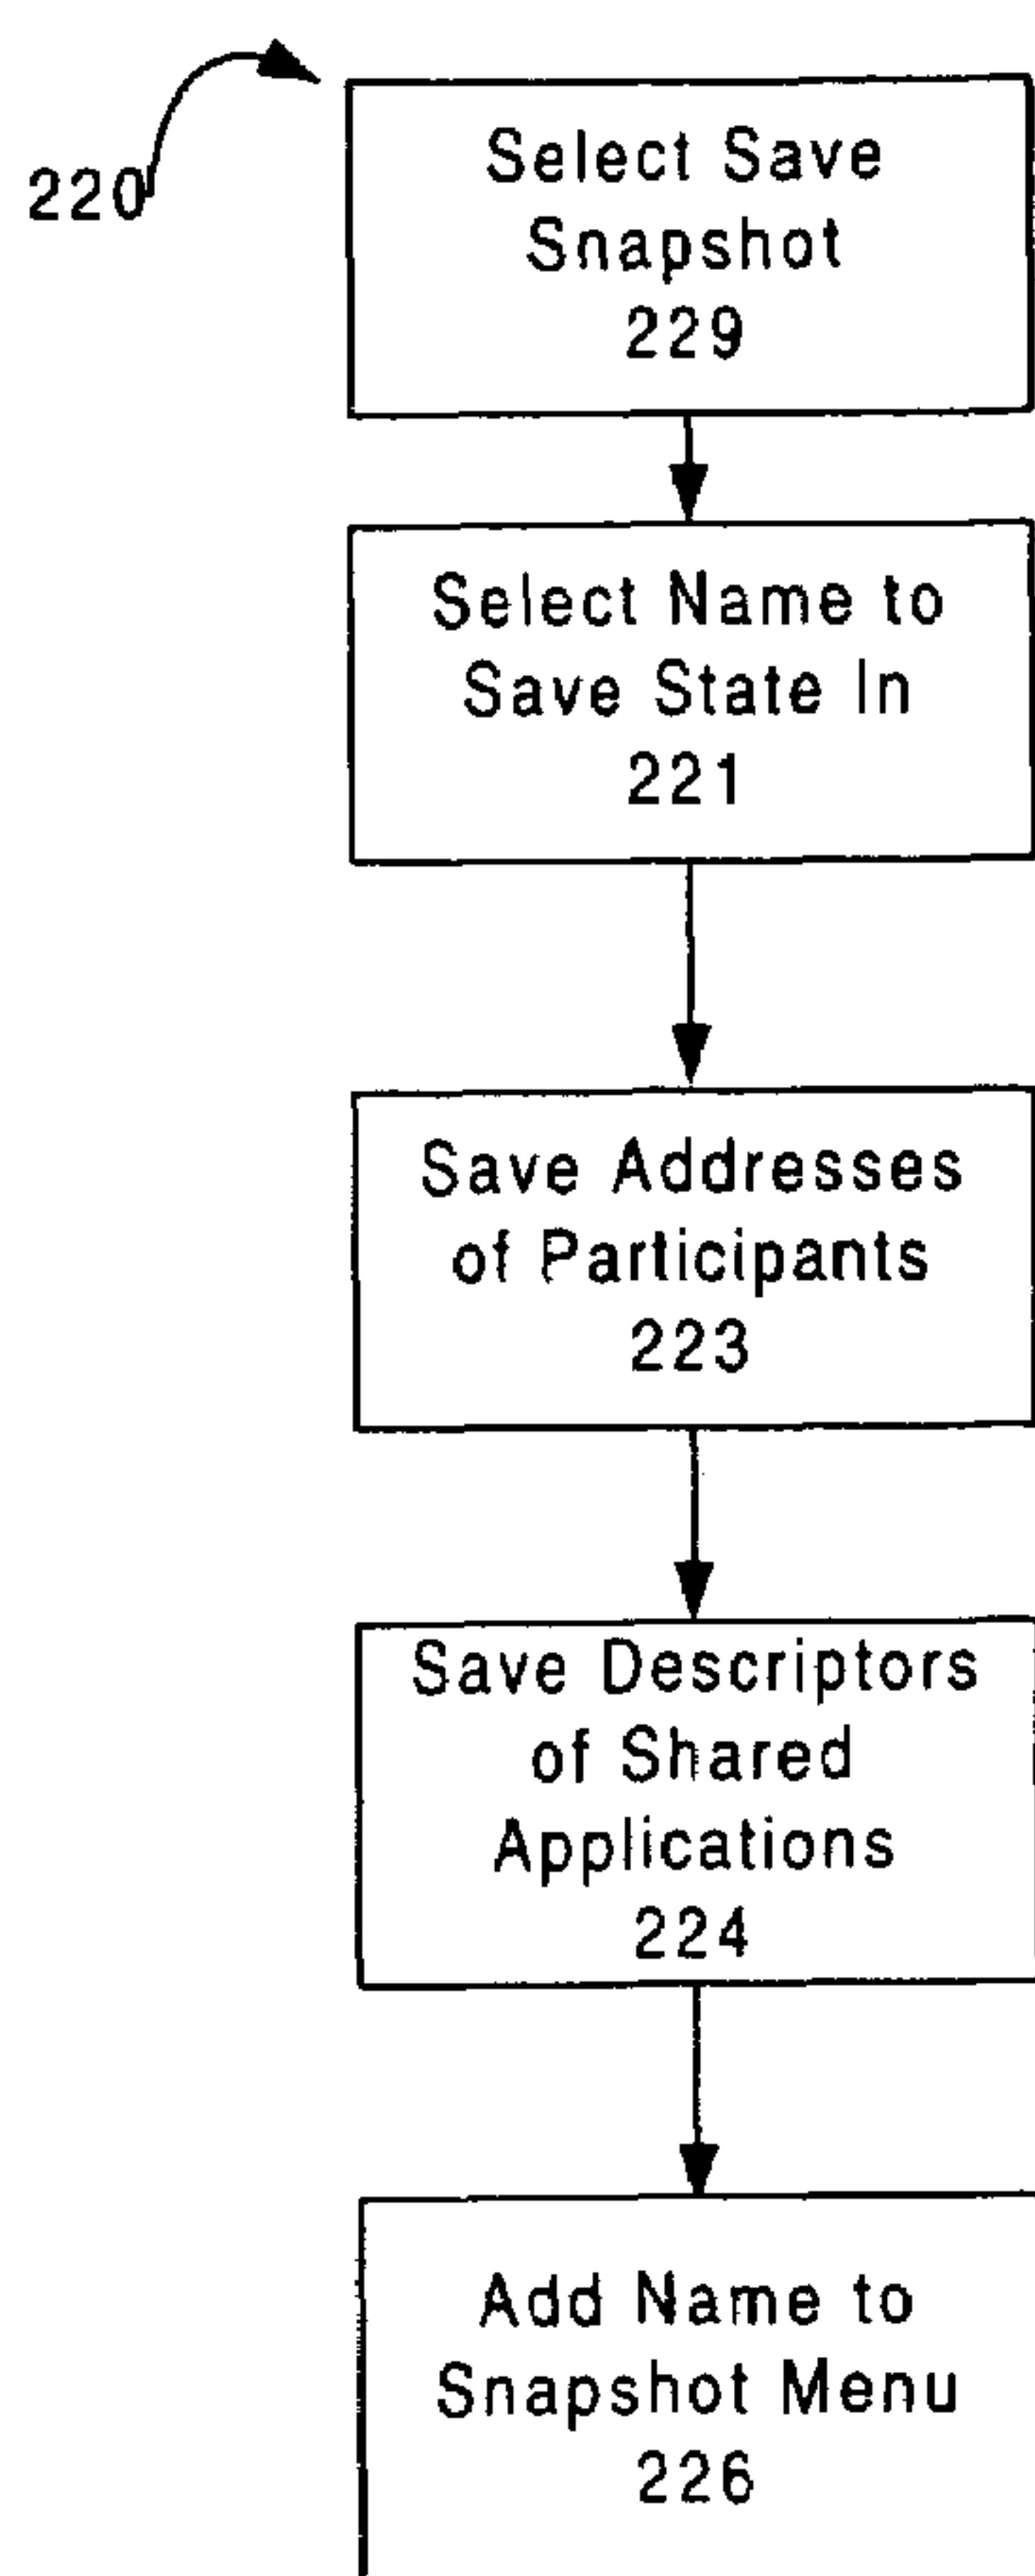 220
Select Save
Snapshot
229
Select Name to
Save State In
221
Save Addresses
of Participants
223
Save Descriptors
of Shared
Applications
224
Add Name to
Snapshot Menu
226